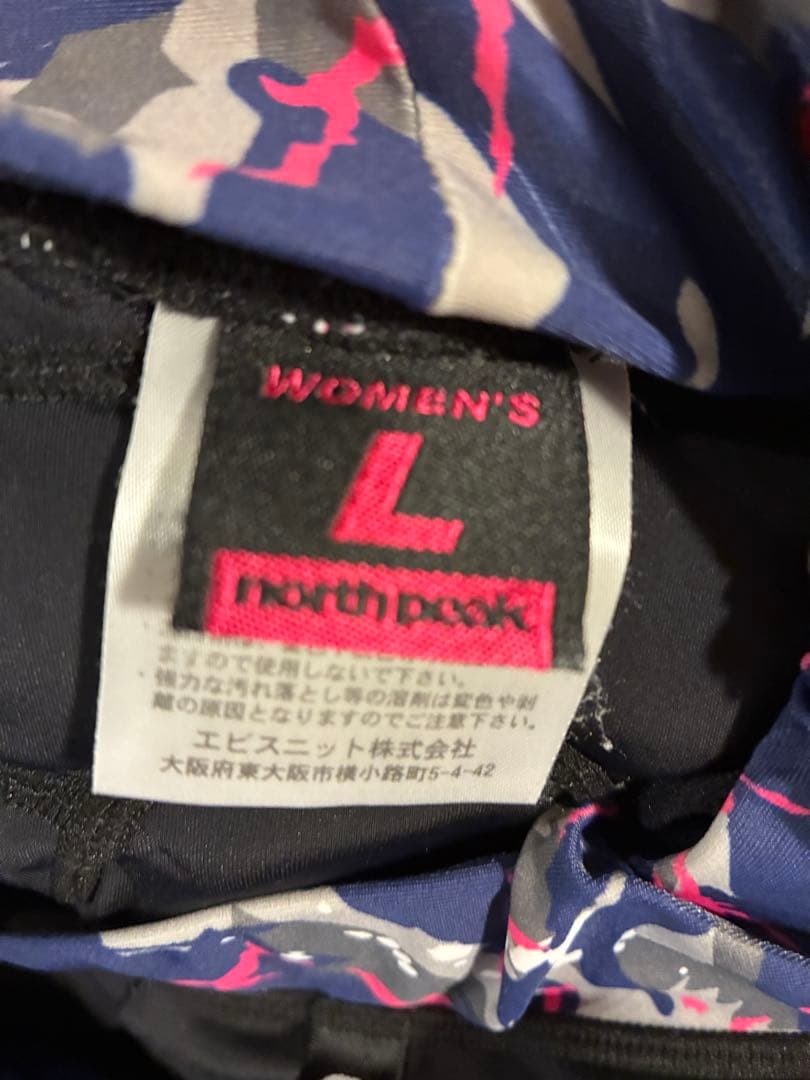 WOMEN'S
L
north peak
ますので使用しないで下さい。
・強力な汚れ落とし等の溶剤は変色や剥
離の原因となりますのでご注意下さい。
エビスニット株式会社
大阪府東大阪市横小路町5-4-42